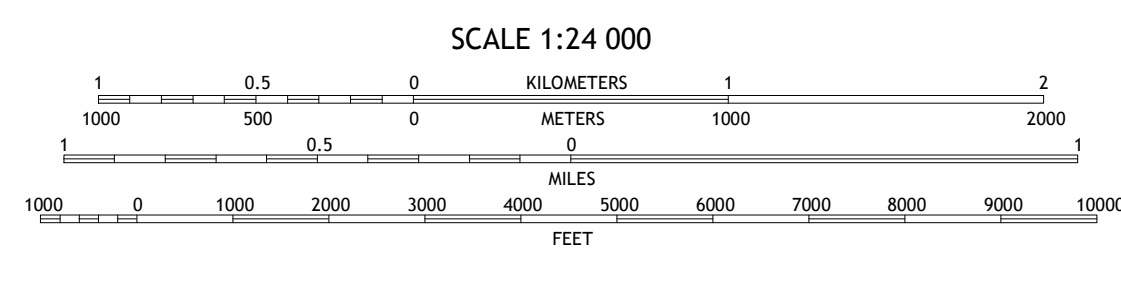 SCALE 1:24 000
1 0.5 0 KILOMETERS 1 2
1000 500 0 METERS 1000 2000
1 0.5 0 1
MILES
1000 0 1000 2000 3000 4000 5000 6000 7000 8000 9000 10000
FEET